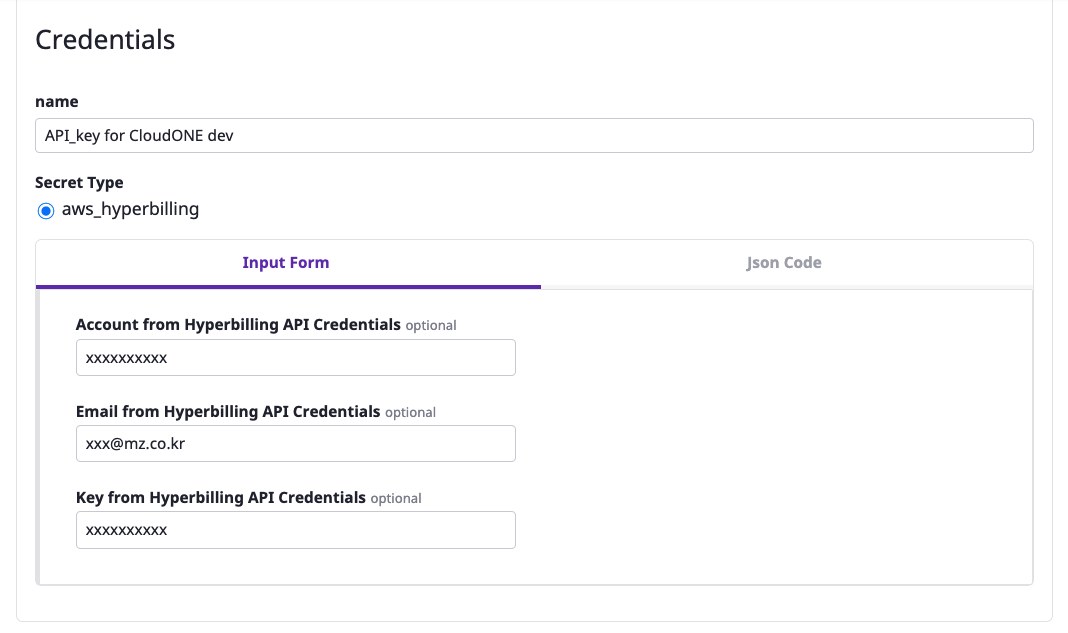 Credentials
name
API_key for CloudONE dev
Secret Type
aws_hyperbilling
Input Form
Json Code
Account from Hyperbilling API Credentials optional
xxxxxxxxxx
Email from Hyperbilling API Credentials optional
xxx@mz.co.kr
Key from Hyperbilling API Credentials optional
xxxxxxxxxx